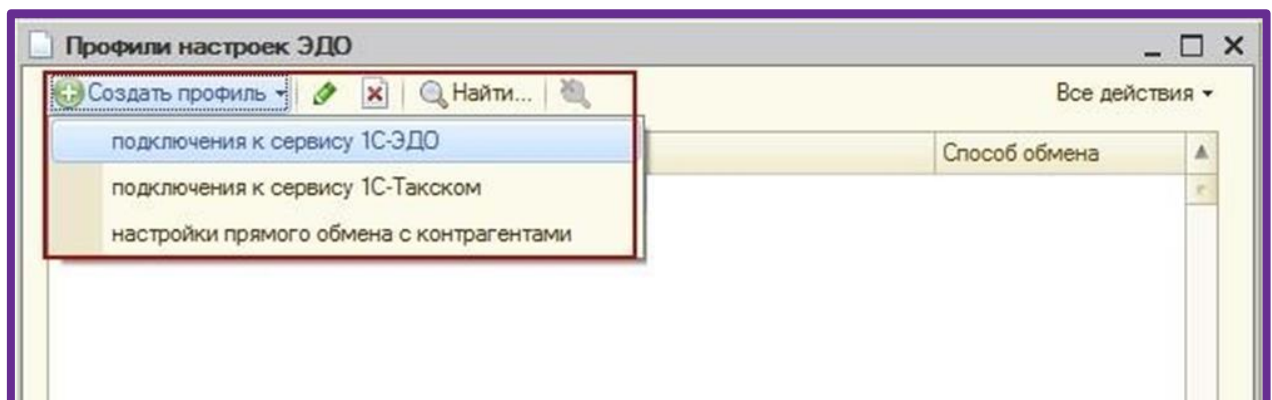 Профили настроек ЭДО
Создать профиль Найти... Все действия
подключения к сервису 1С-ЭДО
Способ обмена
подключения к сервису 1С-Такском
настройки прямого обмена с контрагентами